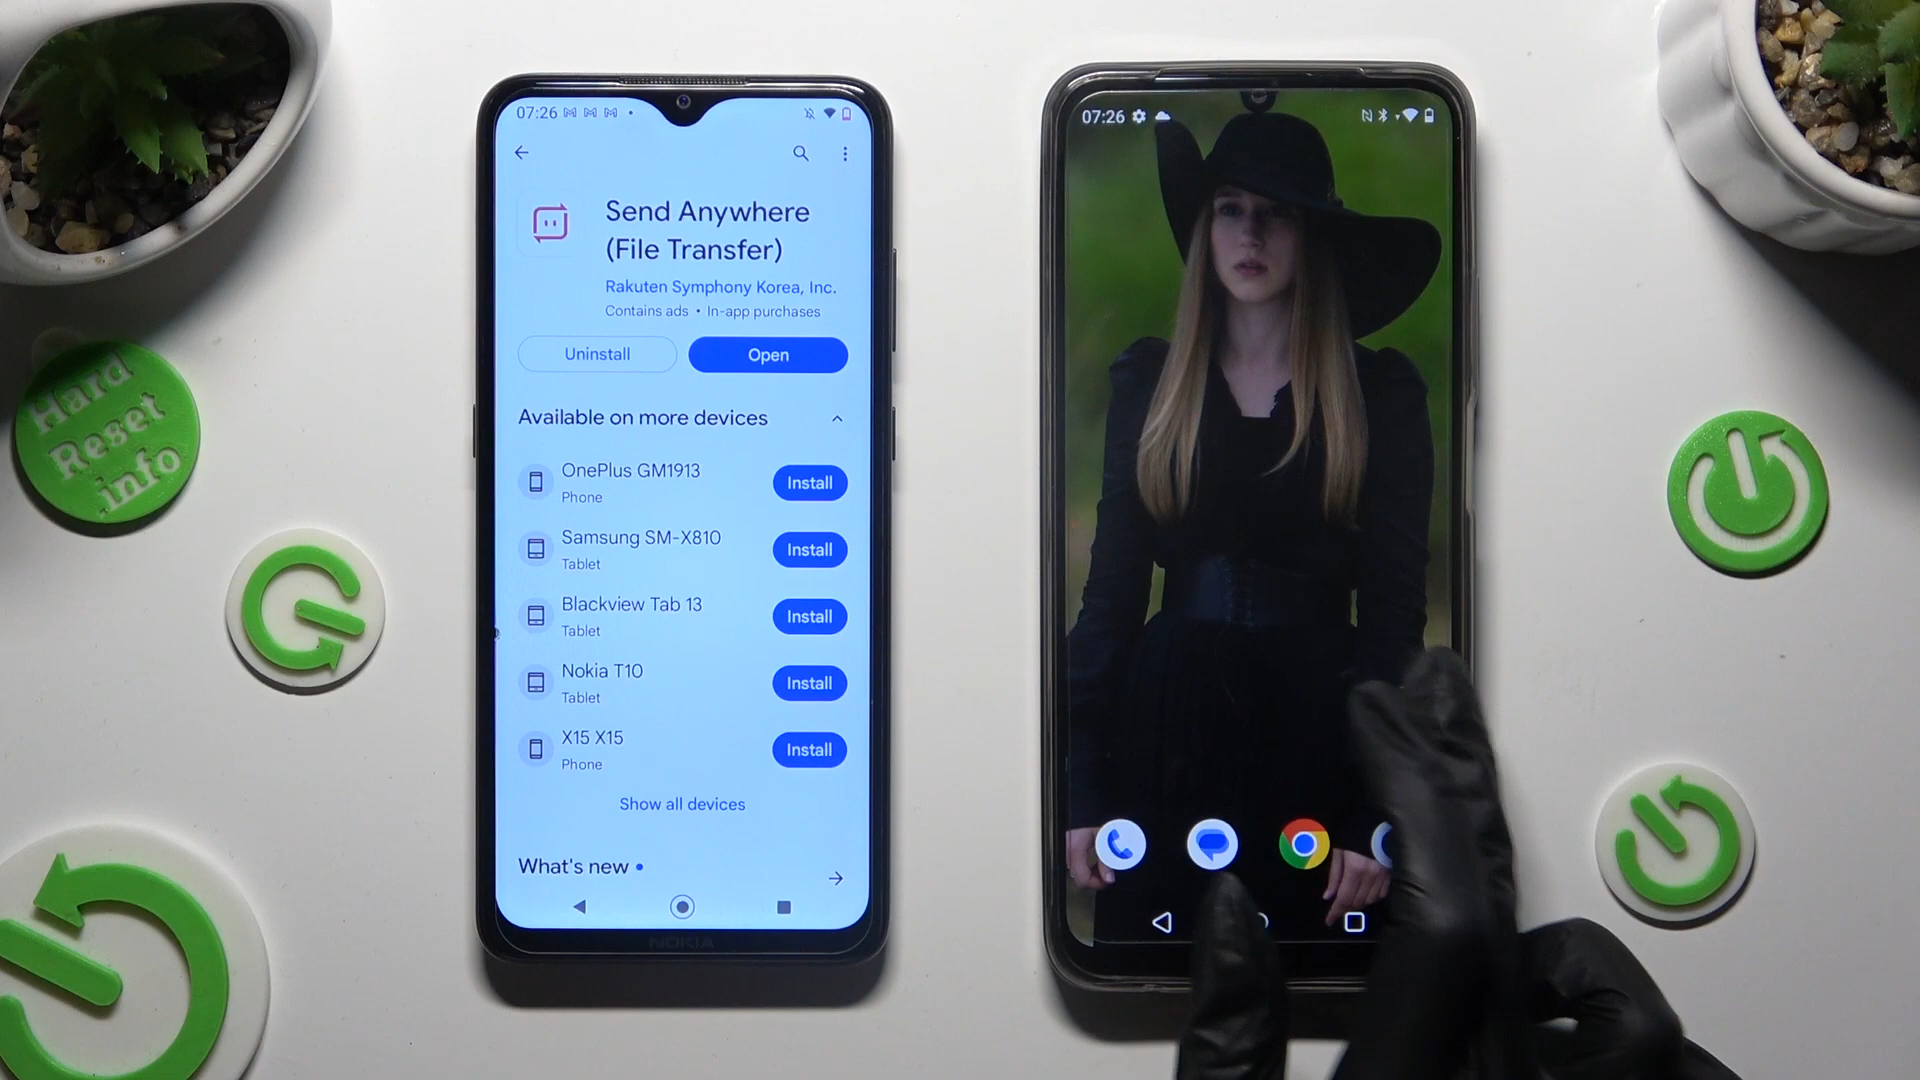 Hard
Reset
.info
07:26
Send Anywhere
(File Transfer)
Rakuten Symphony Korea, Inc.
Contains ads • In-app purchases
Uninstall
Open
Available on more devices
OnePlus GM1913
Phone
Install
Samsung SM-X810
Tablet
Install
Blackview Tab 13
Tablet
Install
Nokia T10
Tablet
Install
X15 X15
Phone
Install
Show all devices
What's new •
NOKIA
07:26